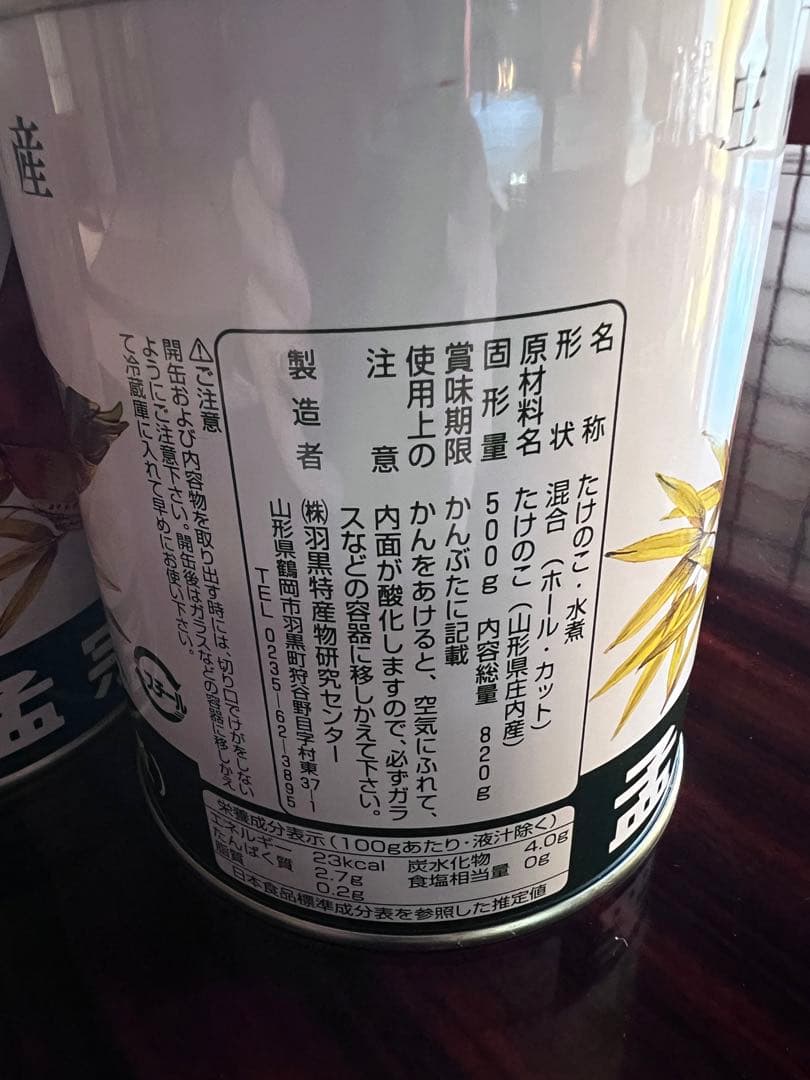 産
名称 たけのこ・水煮
形状 混合（ホール・カット）
原材料名 たけのこ（山形県庄内産）
固形量 500g 内容総量 820g
賞味期限 かんぶたに記載
使用上の かんをあけると、空気にふれて、
注意 内面が酸化しますので、必ずガラ
スなどの容器に移しかえて下さい。
製造者 ㈱羽黒特産物研究センター
山形県鶴岡市羽黒町狩谷野目字村東37-1
TEL 0235-62-3895
⚠ご注意
開缶および内容物を取り出す時には、切り口でけがをしない
ようにご注意下さい。開缶後はガラスなどの容器に移しかえ
て冷蔵庫に入れて早めにお使い下さい。
スチール
栄養成分表示（100gあたり・液汁除く）
エネルギー 23kcal 炭水化物 4.0g
たんぱく質 2.7g 食塩相当量 0g
脂質 0.2g
日本食品標準成分表を参照した推定値
孟
孟